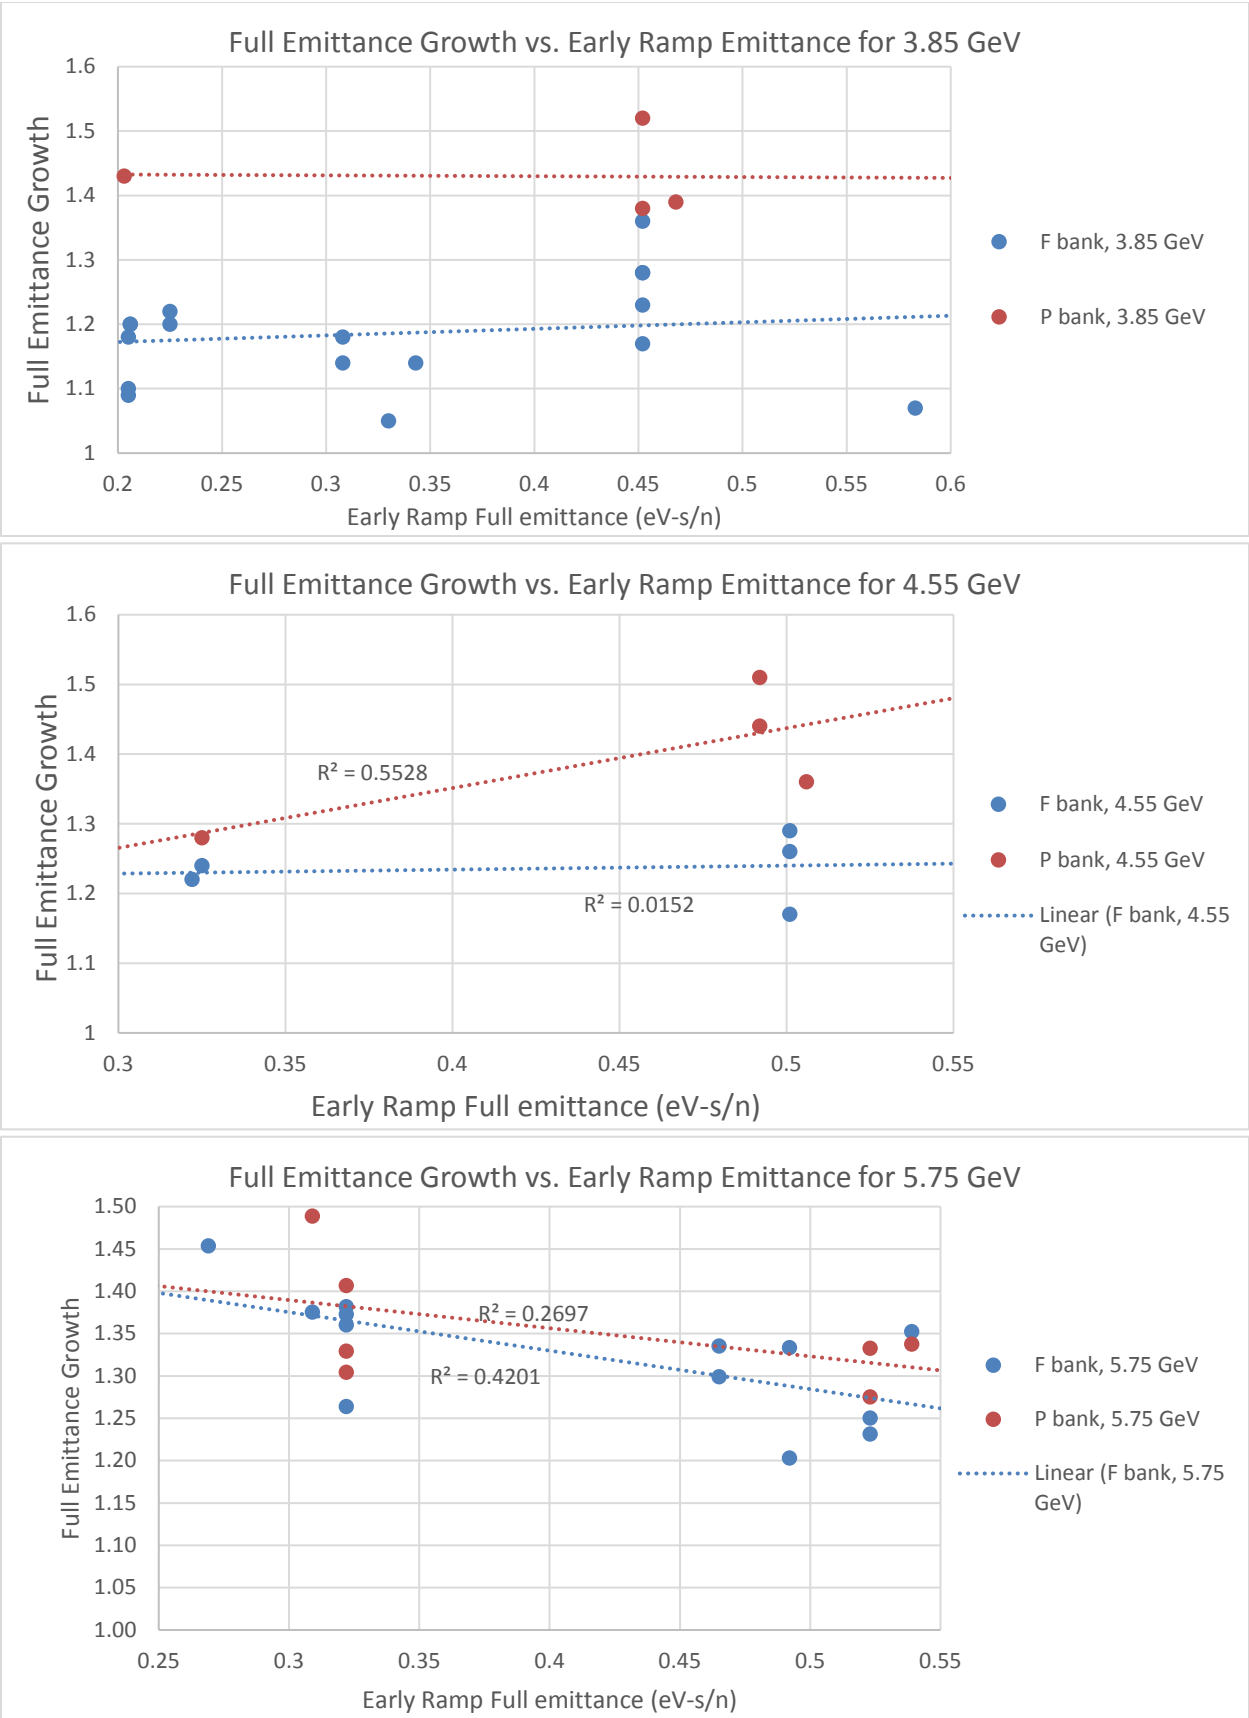 Full Emittance Growth vs. Early Ramp Emittance for 3.85 GeV
Full Emittance Growth
1.6
1.5
1.4
1.3
1.2
1.1
1
0.2 0.25 0.3 0.35 0.4 0.45 0.5 0.55 0.6
Early Ramp Full emittance (eV-s/n)
F bank, 3.85 GeV
P bank, 3.85 GeV
Full Emittance Growth vs. Early Ramp Emittance for 4.55 GeV
Full Emittance Growth
1.6
1.5
1.4
1.3
1.2
1.1
1
R² = 0.5528
R² = 0.0152
0.3 0.35 0.4 0.45 0.5 0.55
Early Ramp Full emittance (eV-s/n)
F bank, 4.55 GeV
P bank, 4.55 GeV
Linear (F bank, 4.55
GeV)
Full Emittance Growth vs. Early Ramp Emittance for 5.75 GeV
Full Emittance Growth
1.50
1.45
1.40
1.35
1.30
1.25
1.20
1.15
1.10
1.05
1.00
R² = 0.2697
R² = 0.4201
0.25 0.3 0.35 0.4 0.45 0.5 0.55
Early Ramp Full emittance (eV-s/n)
F bank, 5.75 GeV
P bank, 5.75 GeV
Linear (F bank, 5.75
GeV)